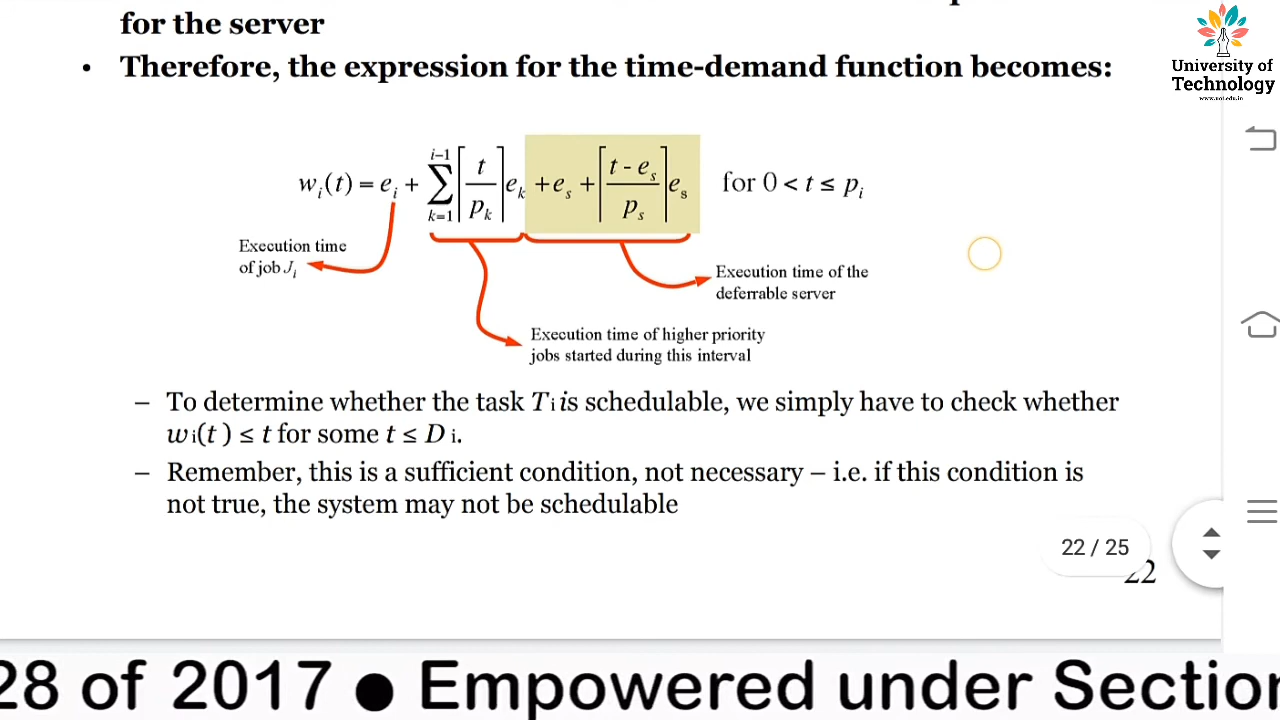 for the server
• Therefore, the expression for the time-demand function becomes:
University of
Technology
www.uot.edu.in
wᵢ(t) = eᵢ + Σ_{k=1}^{i–1} ⌈t / pₖ⌉ eₖ + eₛ + ⌈(t - eₛ) / pₛ⌉ eₛ for 0 < t ≤ pᵢ
Execution time
of job Jᵢ
Execution time of the
deferrable server
Execution time of higher priority
jobs started during this interval
– To determine whether the task T i is schedulable, we simply have to check whether
w i(t ) ≤ t for some t ≤ D i.
– Remember, this is a sufficient condition, not necessary – i.e. if this condition is
not true, the system may not be schedulable
22 / 25
22
28 of 2017 ● Empowered under Section